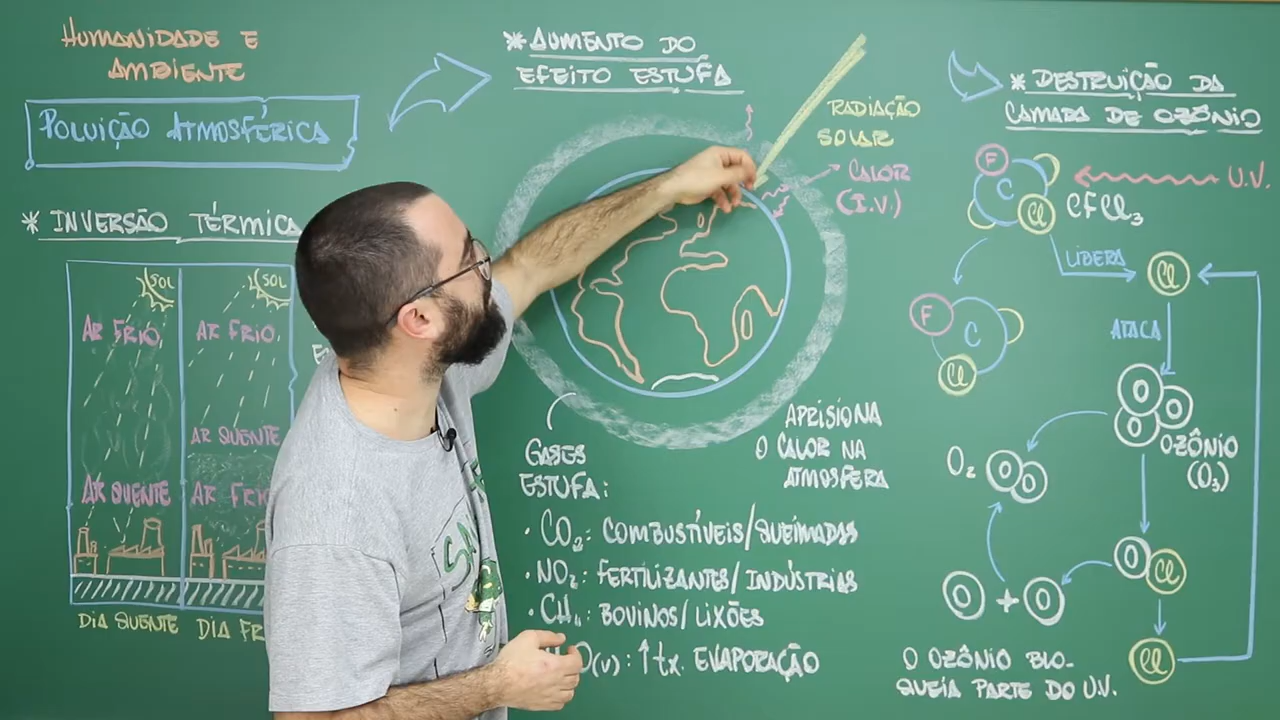 HUMANIDADE E
AMBIENTE
POLUIÇÃO ATMOSFÉRICA
* INVERSÃO TÉRMICA
SOL
SOL
AR FRIO
AR FRIO
AR QUENTE
AR QUENTE
AR FRIO
DIA QUENTE
DIA FR
* AUMENTO DO
EFEITO ESTUFA
RADIAÇÃO
SOLAR
CALOR
(I.V.)
APRISIONA
O CALOR NA
ATMOSFERA
GASES
ESTUFA:
• CO₂: COMBUSTÍVEIS/QUEIMADAS
• NO₂: FERTILIZANTES/INDÚSTRIAS
• CH₄: BOVINOS/LIXÕES
O(V): ↑tx. EVAPORAÇÃO
* DESTRUIÇÃO DA
CAMADA DE OZÔNIO
F
C
Cl
CFCl₃
U.V.
LIBERA
Cl
F
C
Cl
ATACA
O
O
O
OZÔNIO
(O₃)
O₂
O
O
O
Cl
O + O
Cl
O OZÔNIO BLO-
QUEIA PARTE DO U.V.